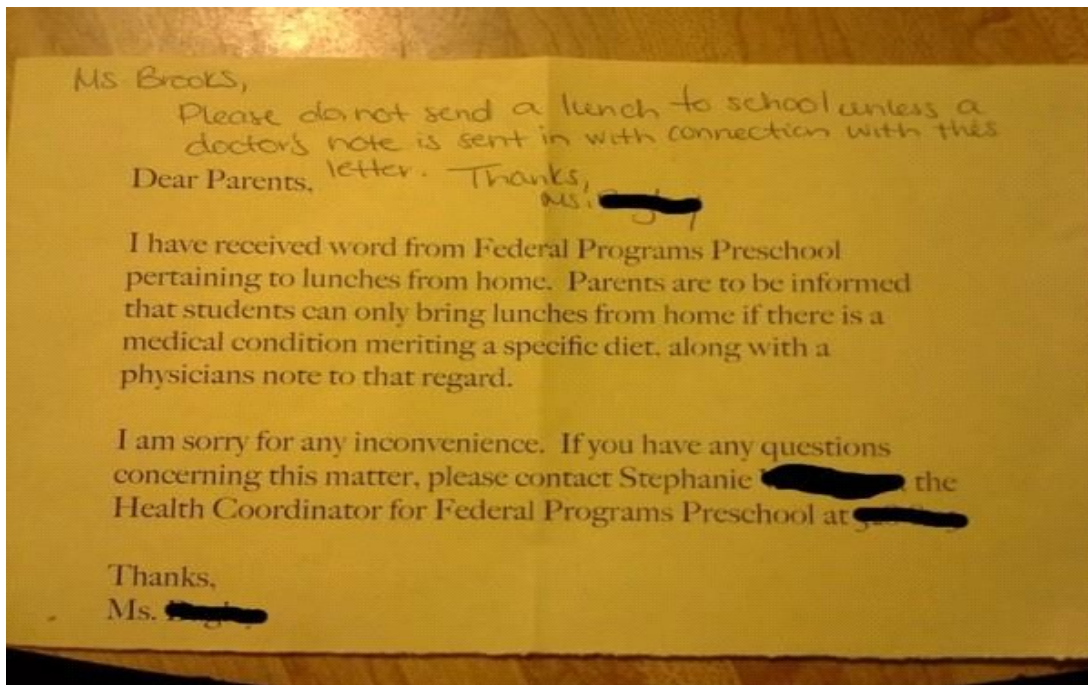 Ms Brooks,
Please do not send a lunch to school unless a
doctor's note is sent in with connection with this
letter. Thanks,
Ms.
Dear Parents,
I have received word from Federal Programs Preschool
pertaining to lunches from home. Parents are to be informed
that students can only bring lunches from home if there is a
medical condition meriting a specific diet, along with a
physicians note to that regard.
I am sorry for any inconvenience. If you have any questions
concerning this matter, please contact Stephanie the
Health Coordinator for Federal Programs Preschool at
Thanks,
Ms.